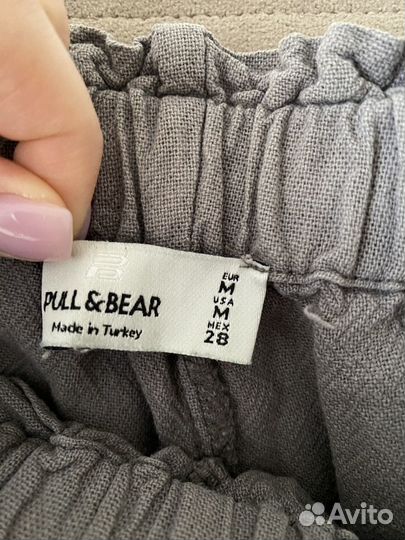 PULL & BEAR
Made in Turkey
EUR
M
USA
M
MEX
28
Avito